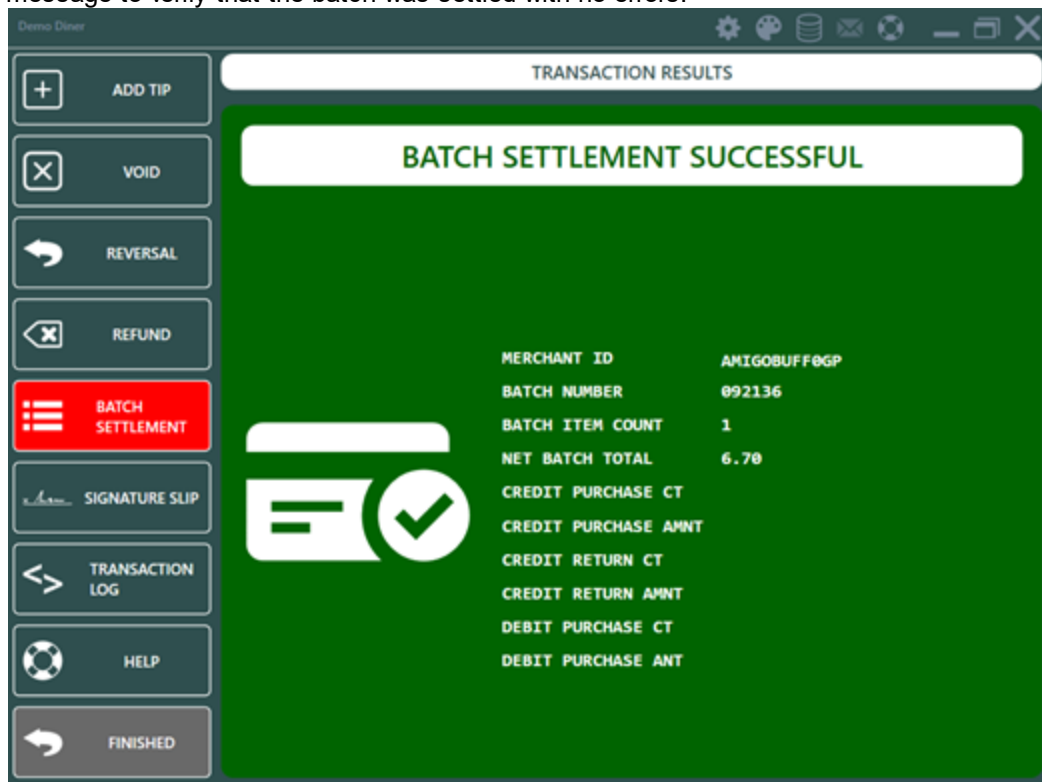 message to verify that the batch was settled with no errors.
Demo Diner
ADD TIP
VOID
REVERSAL
REFUND
BATCH
SETTLEMENT
SIGNATURE SLIP
TRANSACTION
LOG
HELP
FINISHED
TRANSACTION RESULTS
BATCH SETTLEMENT SUCCESSFUL
MERCHANT ID AMIGOBUFF0GP
BATCH NUMBER 092136
BATCH ITEM COUNT 1
NET BATCH TOTAL 6.70
CREDIT PURCHASE CT
CREDIT PURCHASE AMNT
CREDIT RETURN CT
CREDIT RETURN AMNT
DEBIT PURCHASE CT
DEBIT PURCHASE ANT